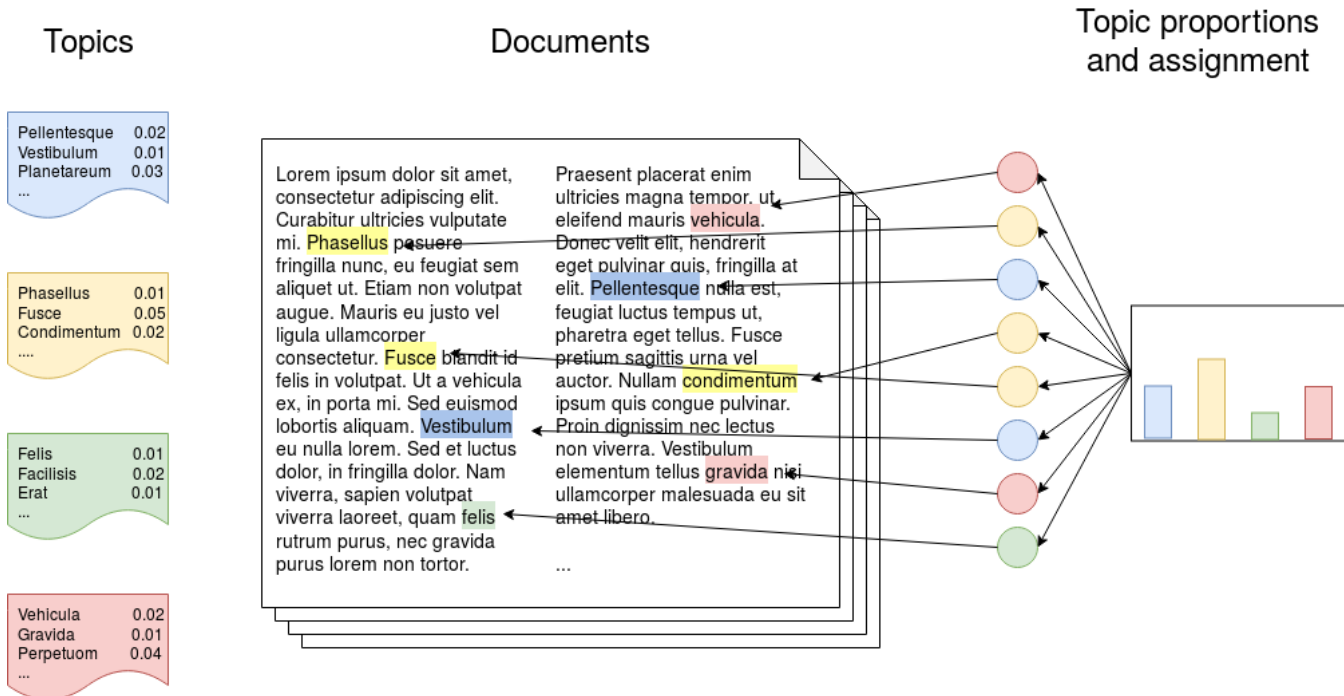 Topics
Documents
Topic proportions
and assignment
Pellentesque 0.02
Vestibulum 0.01
Planetareum 0.03
...
Phasellus 0.01
Fusce 0.05
Condimentum 0.02
....
Felis 0.01
Facilisis 0.02
Erat 0.01
...
Vehicula 0.02
Gravida 0.01
Perpetuom 0.04
...
Lorem ipsum dolor sit amet,
consectetur adipiscing elit.
Curabitur ultricies vulputate
mi. Phasellus posuere
fringilla nunc, eu feugiat sem
aliquet ut. Etiam non volutpat
augue. Mauris eu justo vel
ligula ullamcorper
consectetur. Fusce blandit id
felis in volutpat. Ut a vehicula
ex, in porta mi. Sed euismod
lobortis aliquam. Vestibulum
eu nulla lorem. Sed et luctus
dolor, in fringilla dolor. Nam
viverra, sapien volutpat
viverra laoreet, quam felis
rutrum purus, nec gravida
purus lorem non tortor.
Praesent placerat enim
ultricies magna tempor, ut
eleifend mauris vehicula.
Donec velit elit, hendrerit
eget pulvinar quis, fringilla at
elit. Pellentesque nulla est,
feugiat luctus tempus ut,
pharetra eget tellus. Fusce
pretium sagittis urna vel
auctor. Nullam condimentum
ipsum quis congue pulvinar.
Proin dignissim nec lectus
non viverra. Vestibulum
elementum tellus gravida nisi
ullamcorper malesuada eu sit
amet libero.
...